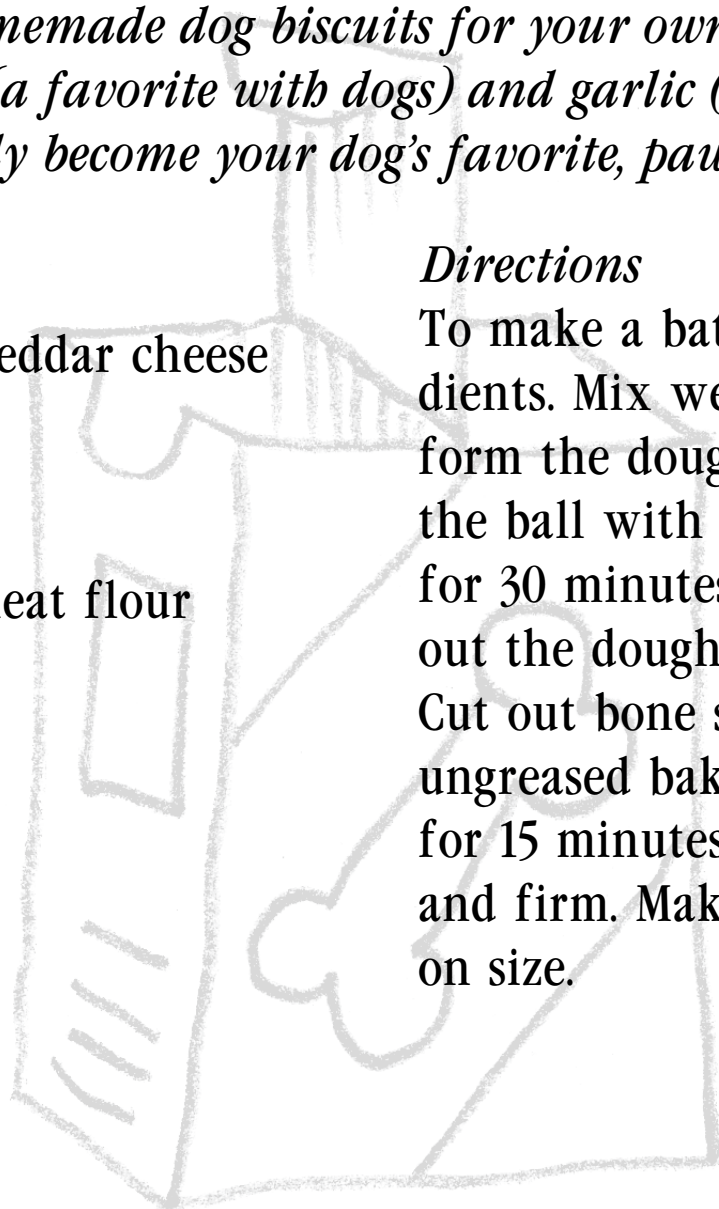 nemade dog biscuits for your own
(a favorite with dogs) and garlic (
ly become your dog's favorite, pau
eddar cheese
eat flour
Directions
To make a bat
dients. Mix we
form the doug
the ball with
for 30 minutes
out the dough
Cut out bone s
ungreased bak
for 15 minutes
and firm. Mak
on size.